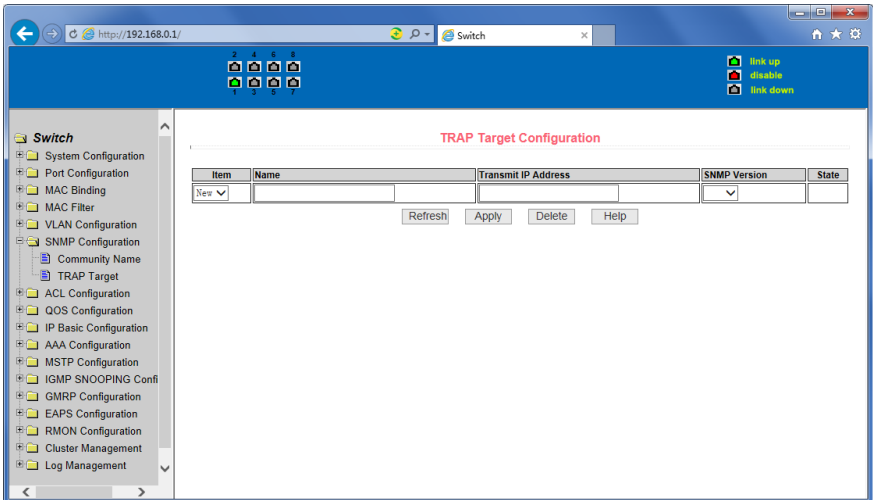 http://192.168.0.1/
Switch
2 4 6 8
1 3 5 7
link up
disable
link down
Switch
System Configuration
Port Configuration
MAC Binding
MAC Filter
VLAN Configuration
SNMP Configuration
Community Name
TRAP Target
ACL Configuration
QOS Configuration
IP Basic Configuration
AAA Configuration
MSTP Configuration
IGMP SNOOPING Confi
GMRP Configuration
EAPS Configuration
RMON Configuration
Cluster Management
Log Management
TRAP Target Configuration
Item Name Transmit IP Address SNMP Version State
New
Refresh Apply Delete Help